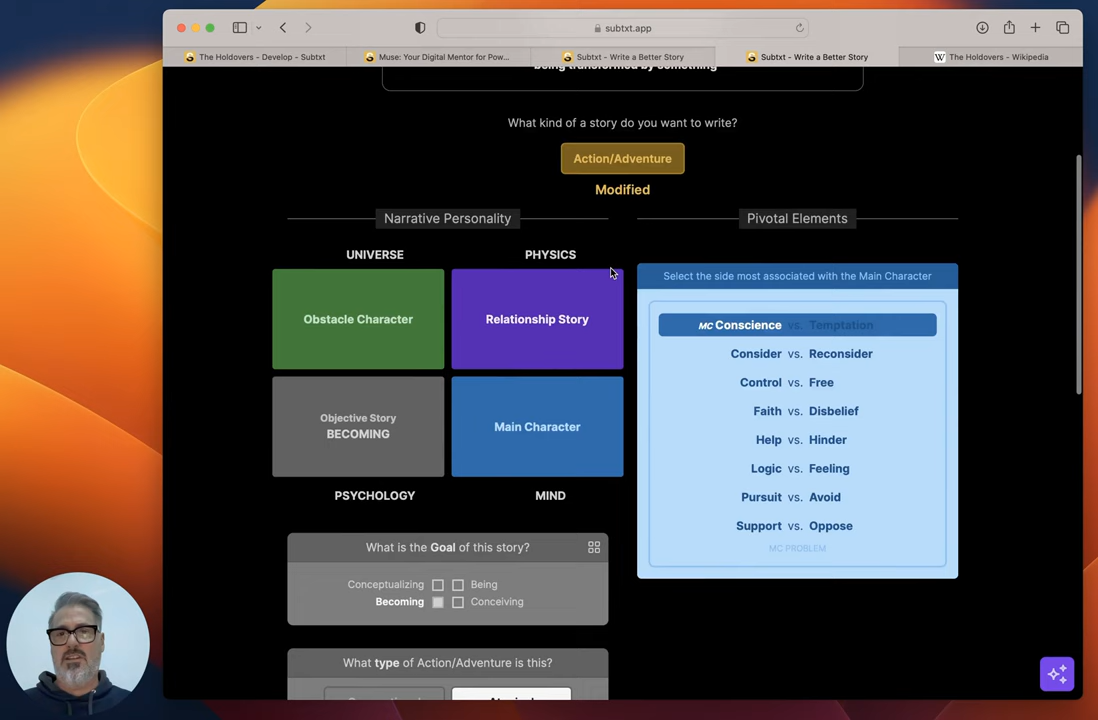 subtxt.app
The Holdovers - Develop - Subtxt
Muse: Your Digital Mentor for Pow...
Subtxt - Write a Better Story
Subtxt - Write a Better Story
W The Holdovers - Wikipedia
being transformed by something
What kind of a story do you want to write?
Action/Adventure
Modified
Narrative Personality
UNIVERSE
PHYSICS
Obstacle Character
Relationship Story
Objective Story
BECOMING
Main Character
PSYCHOLOGY
MIND
What is the Goal of this story?
Conceptualizing
Being
Becoming
Conceiving
What type of Action/Adventure is this?
Pivotal Elements
Select the side most associated with the Main Character
MC Conscience vs. Temptation
Consider vs. Reconsider
Control vs. Free
Faith vs. Disbelief
Help vs. Hinder
Logic vs. Feeling
Pursuit vs. Avoid
Support vs. Oppose
MC PROBLEM